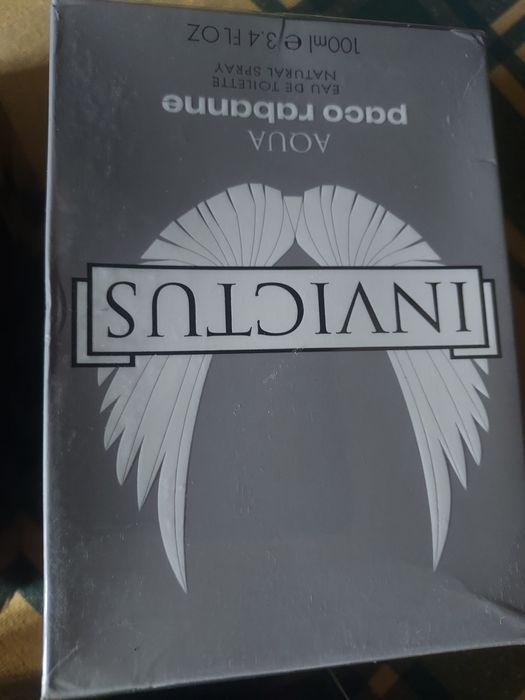 INVICTUS
AQUA
paco rabanne
EAU DE TOILETTE
NATURAL SPRAY
100ml ℮ 3.4 FL OZ